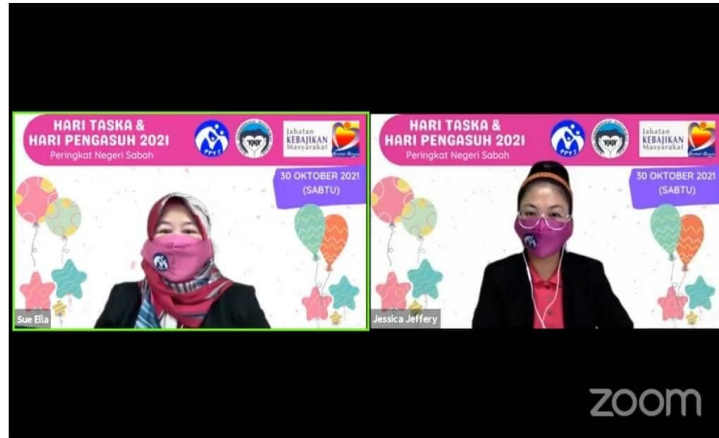 HARI TASKA &
HARI PENGASUH 2021
Peringkat Negeri Sabah
Jabatan
KEBAJIKAN
Masyarakat
30 OKTOBER 2021
(SABTU)
Sue Ella
HARI TASKA &
HARI PENGASUH 2021
Peringkat Negeri Sabah
Jabatan
KEBAJIKAN
Masyarakat
30 OKTOBER 2021
(SABTU)
Jessica Jeffery
zoom